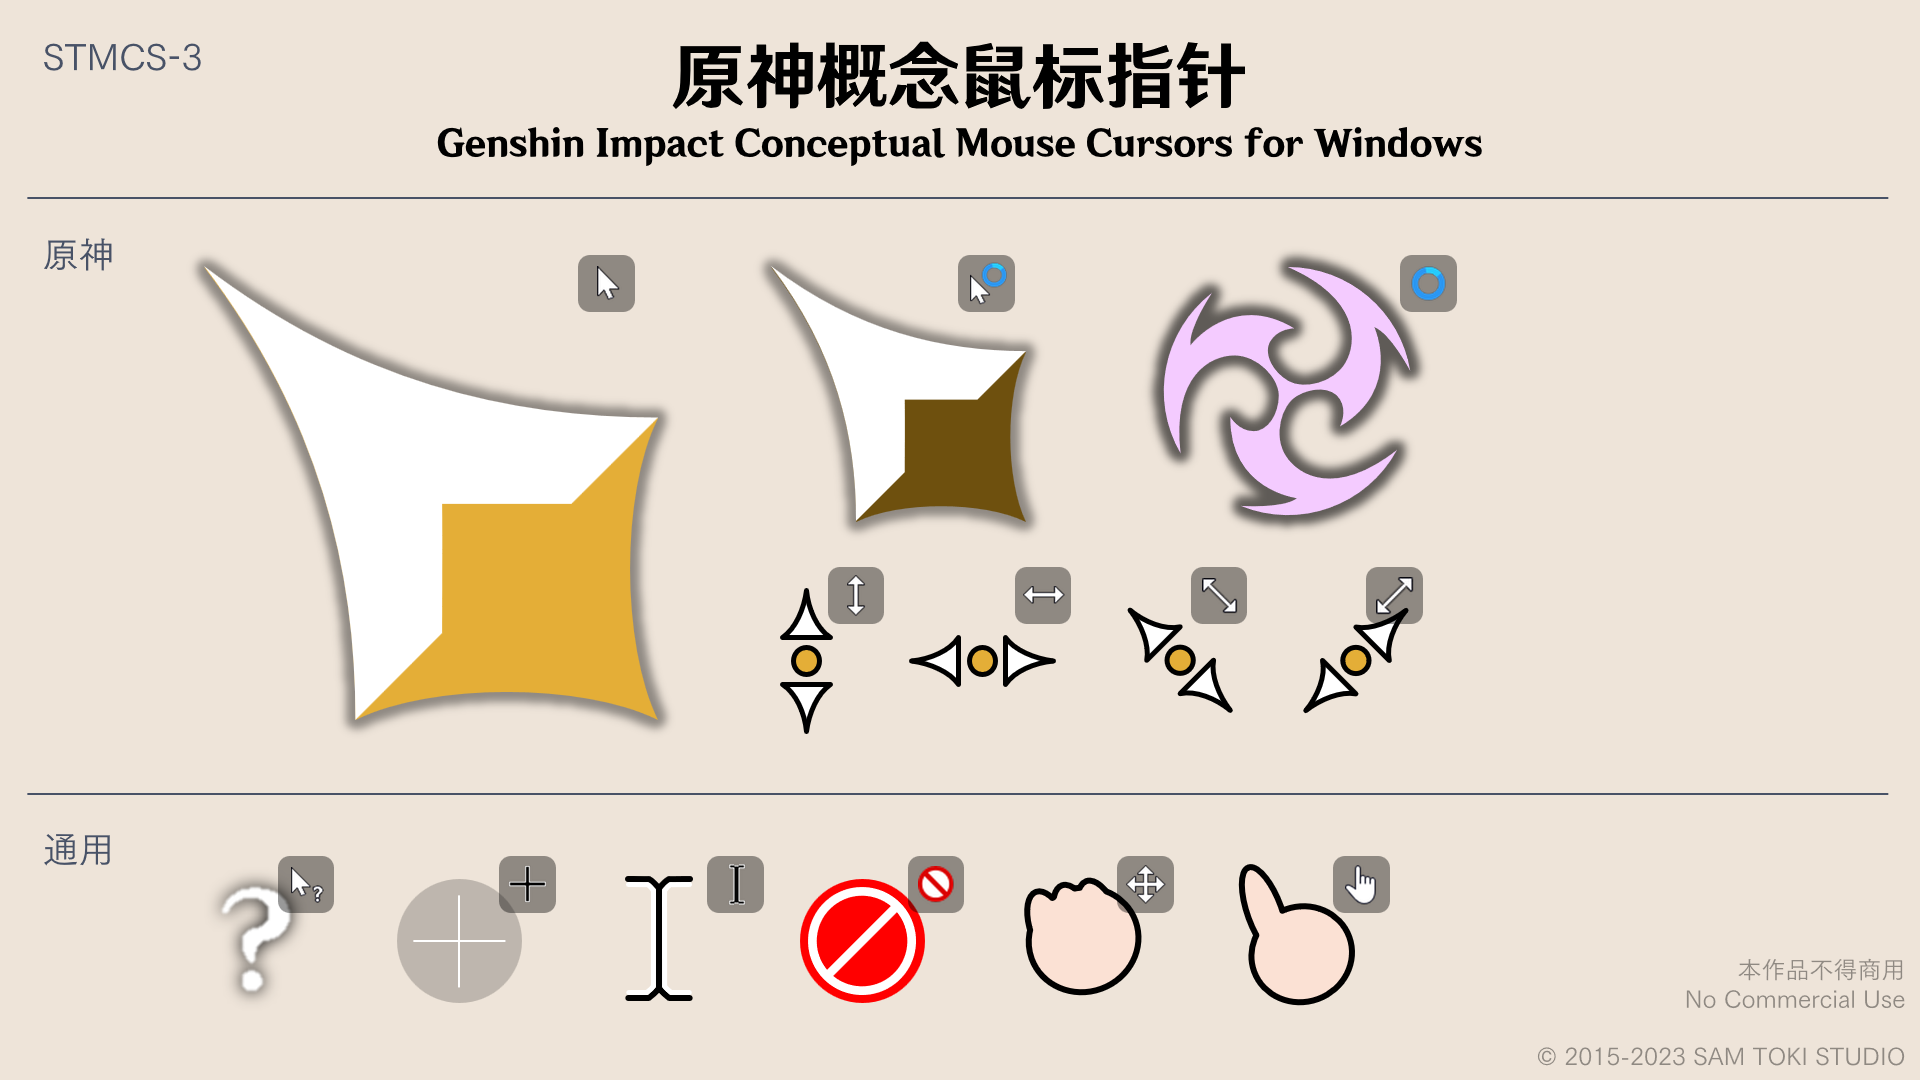 STMCS-3
原神概念鼠标指针
Genshin Impact Conceptual Mouse Cursors for Windows
原神
通用
?
?
本作品不得商用
No Commercial Use
© 2015-2023 SAM TOKI STUDIO